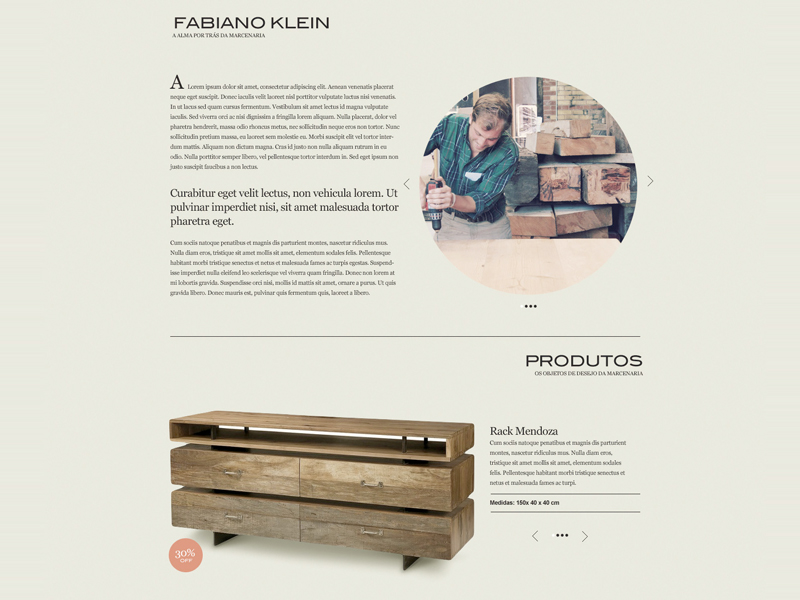 FABIANO KLEIN
A ALMA POR TRÁS DA MARCENARIA
A Lorem ipsum dolor sit amet, consectetur adipiscing elit. Aenean venenatis placerat
neque eget suscipit. Donec iaculis velit laoreet nisl porttitor vulputate luctus nisi venenatis.
In ut lacus sed quam cursus fermentum. Vestibulum sit amet lectus id magna vulputate
iaculis. Sed viverra orci ac nisi dignissim a fringilla lorem aliquam. Nulla placerat, dolor vel
pharetra hendrerit, massa odio rhoncus metus, nec sollicitudin neque eros non tortor. Nunc
sollicitudin pretium massa, eu laoreet sem molestie eu. Morbi suscipit elit vel tortor inter-
dum mattis. Aliquam non dictum magna. Cras id justo non nulla aliquam rutrum in eu
odio. Nulla porttitor semper libero, vel pellentesque tortor interdum in. Sed eget ipsum non
justo suscipit faucibus a non lectus.
Curabitur eget velit lectus, non vehicula lorem. Ut
pulvinar imperdiet nisi, sit amet malesuada tortor
pharetra eget.
Cum sociis natoque penatibus et magnis dis parturient montes, nascetur ridiculus mus.
Nulla diam eros, tristique sit amet mollis sit amet, elementum sodales felis. Pellentesque
habitant morbi tristique senectus et netus et malesuada fames ac turpis egestas. Suspend-
isse imperdiet nulla eleifend leo scelerisque vel viverra quam fringilla. Donec non lorem at
mi lobortis gravida. Suspendisse orci nisi, mollis id mattis sit amet, ornare a purus. Ut quis
gravida libero. Donec mauris est, pulvinar quis fermentum quis, laoreet a libero.
PRODUTOS
OS OBJETOS DE DESEJO DA MARCENARIA
Rack Mendoza
Cum sociis natoque penatibus et magnis dis parturient
montes, nascetur ridiculus mus. Nulla diam eros,
tristique sit amet mollis sit amet, elementum sodales
felis. Pellentesque habitant morbi tristique senectus et
netus et malesuada fames ac turpi.
Medidas: 150x 40 x 40 cm
30%
OFF